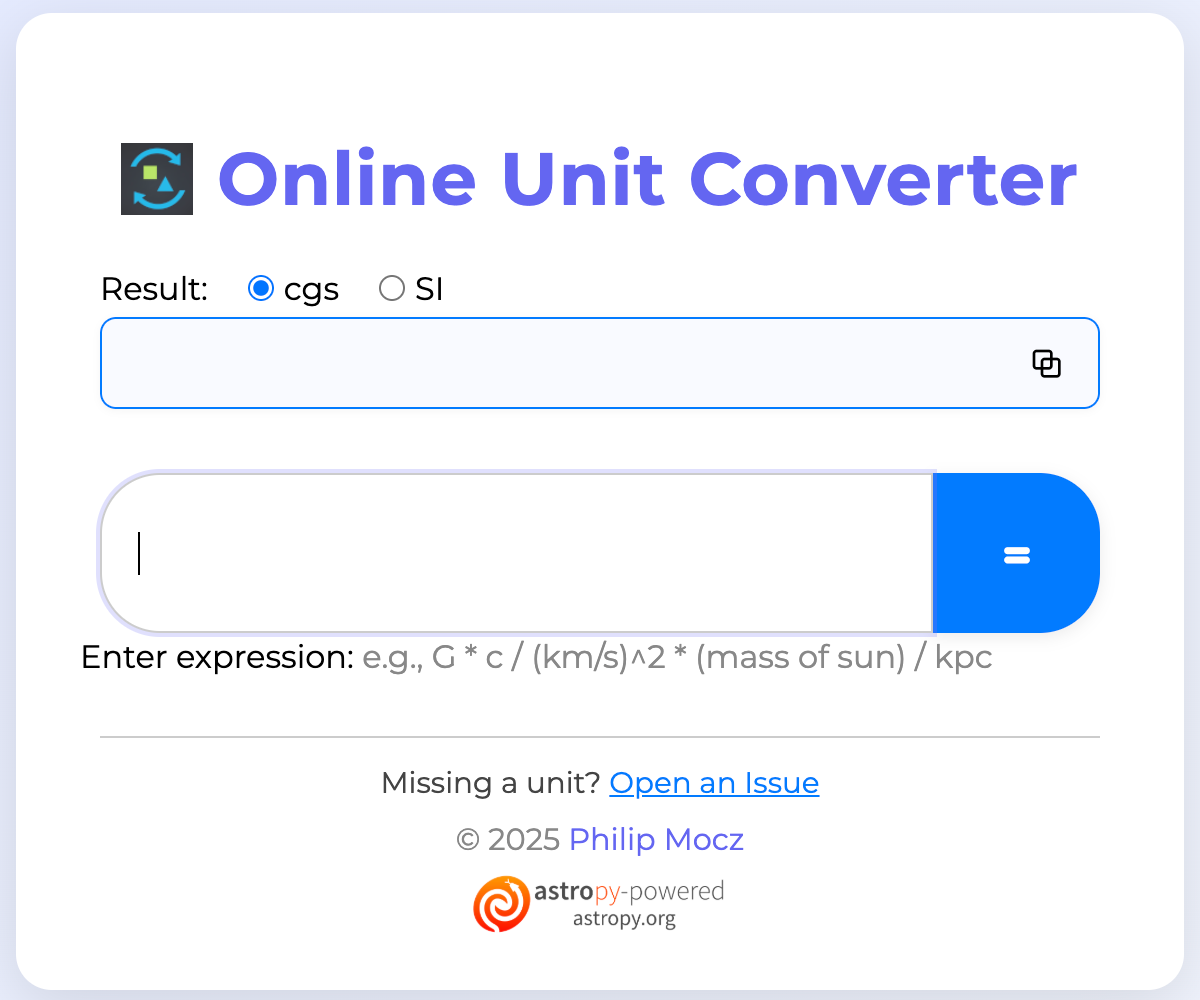 Online Unit Converter
Result: cgs SI
=
Enter expression: e.g., G * c / (km/s)^2 * (mass of sun) / kpc
Missing a unit? Open an Issue
© 2025 Philip Mocz
astropy-powered
astropy.org